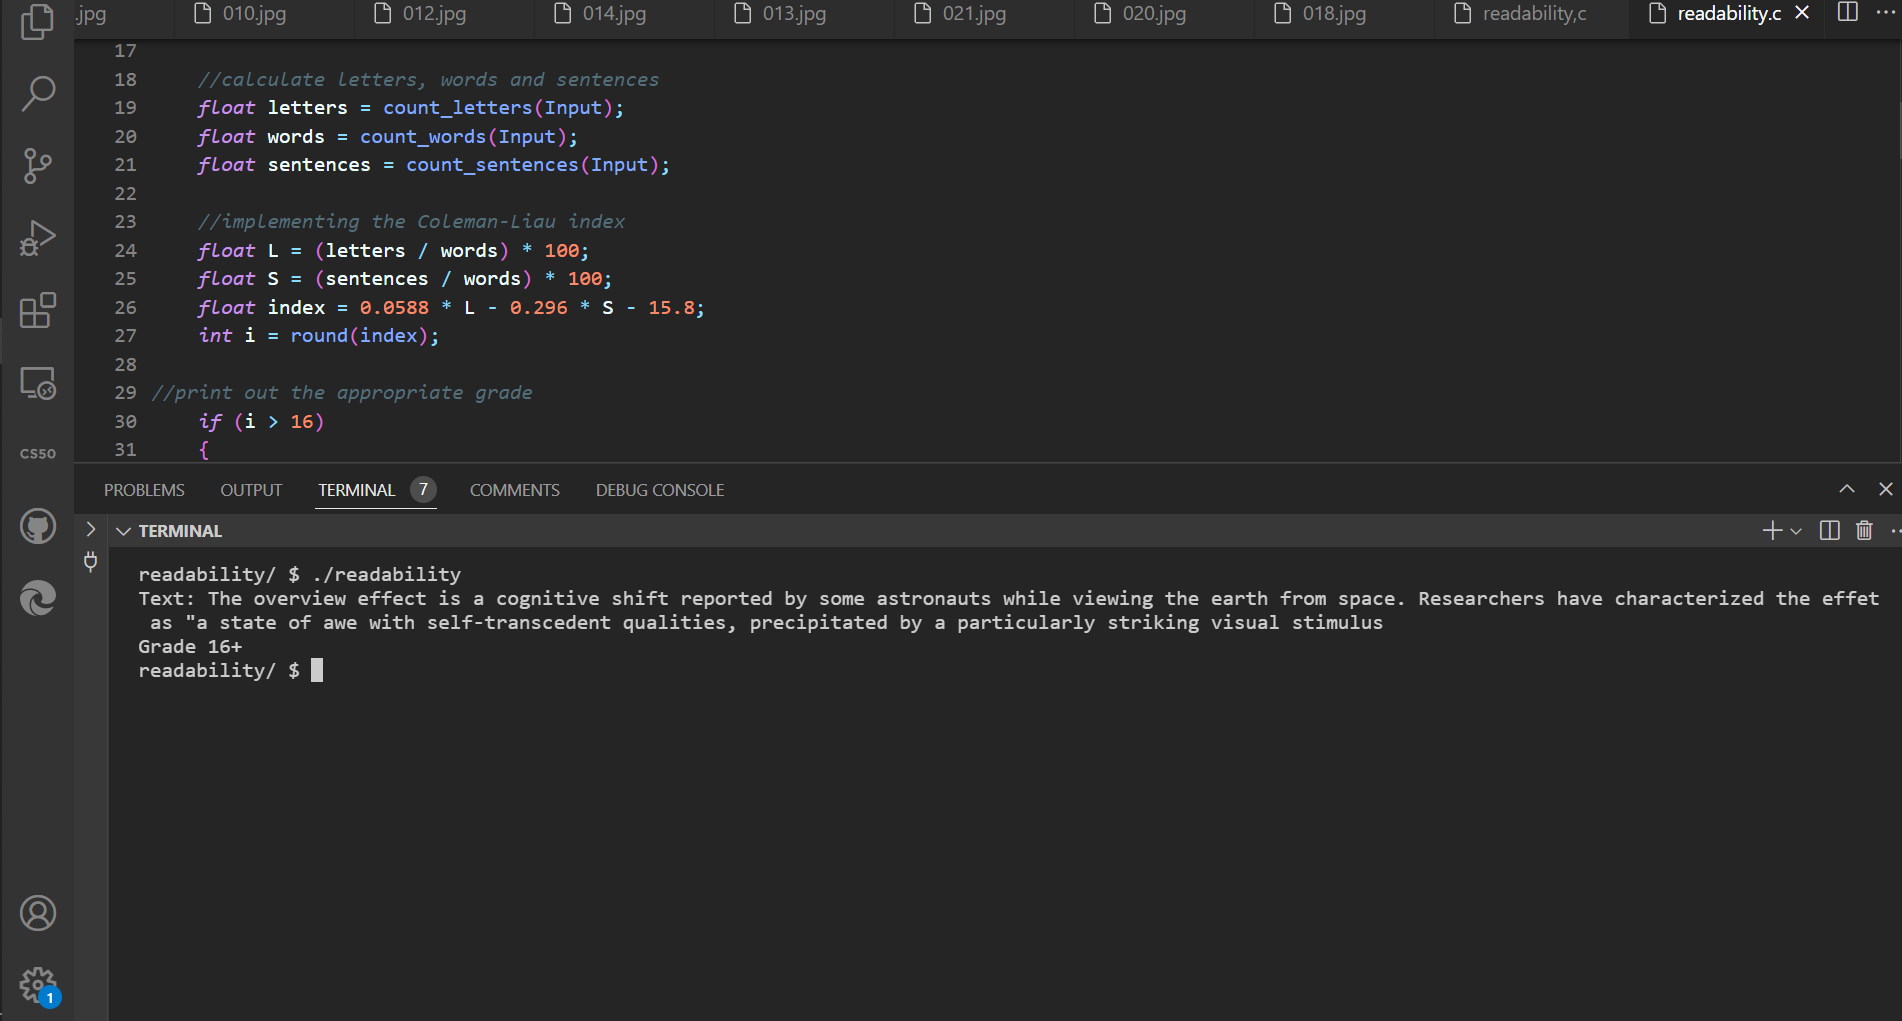 .jpg 010.jpg 012.jpg 014.jpg 013.jpg 021.jpg 020.jpg 018.jpg readability,c readability.c
17
18 //calculate letters, words and sentences
19 float letters = count_letters(Input);
20 float words = count_words(Input);
21 float sentences = count_sentences(Input);
22
23 //implementing the Coleman-Liau index
24 float L = (letters / words) * 100;
25 float S = (sentences / words) * 100;
26 float index = 0.0588 * L - 0.296 * S - 15.8;
27 int i = round(index);
28
29 //print out the appropriate grade
30 if (i > 16)
31 {
CS50
PROBLEMS OUTPUT TERMINAL 7 COMMENTS DEBUG CONSOLE
TERMINAL
readability/ $ ./readability
Text: The overview effect is a cognitive shift reported by some astronauts while viewing the earth from space. Researchers have characterized the effet
as "a state of awe with self-transcedent qualities, precipitated by a particularly striking visual stimulus
Grade 16+
readability/ $
1